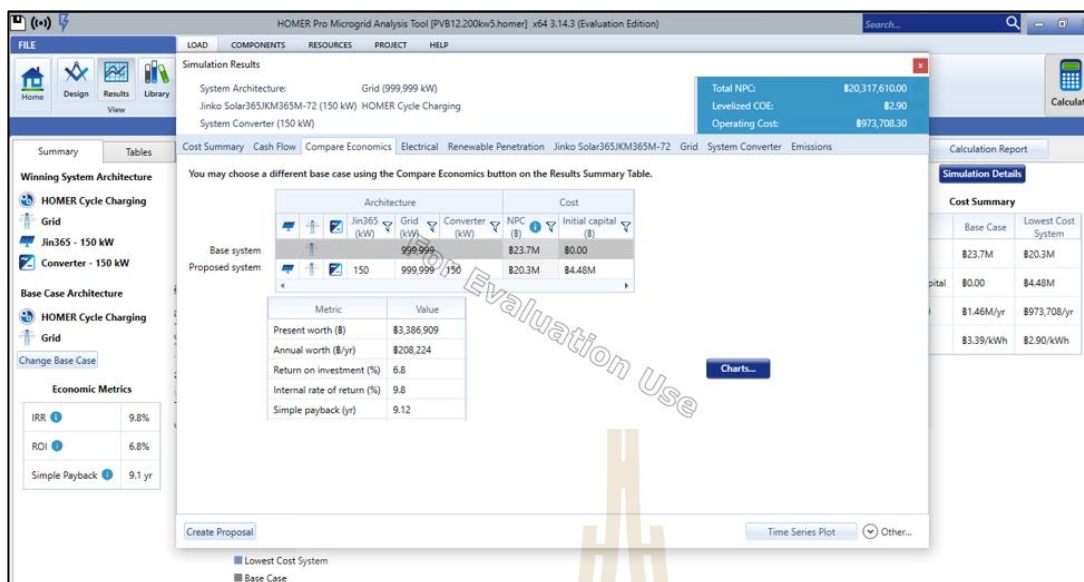 HOMER Pro Microgrid Analysis Tool [PVB12.200kw5.homer] x64 3.14.3 (Evaluation Edition)
Search...
FILE
LOAD COMPONENTS RESOURCES PROJECT HELP
Home
Design
Results
Library
View
Calculat
Simulation Results
x
System Architecture: Grid (999,999 kW)
Jinko Solar365JKM365M-72 (150 kW) HOMER Cycle Charging
System Converter (150 kW)
Total NPC: ฿20,317,610.00
Levelized COE: ฿2.90
Operating Cost: ฿973,708.30
Cost Summary Cash Flow Compare Economics Electrical Renewable Penetration Jinko Solar365JKM365M-72 Grid System Converter Emissions
You may choose a different base case using the Compare Economics button on the Results Summary Table.
Architecture Cost
Jin365 (kW) Grid (kW) Converter (kW) NPC (฿) Initial capital (฿)
Base system 999,999 ฿23.7M ฿0.00
Proposed system 150 999,999 150 ฿20.3M ฿4.48M
Metric Value
Present worth (฿) ฿3,386,909
Annual worth (฿/yr) ฿208,224
Return on investment (%) 6.8
Internal rate of return (%) 9.8
Simple payback (yr) 9.12
For Evaluation Use
Charts...
Create Proposal
Time Series Plot
Other...
Summary Tables
Winning System Architecture
HOMER Cycle Charging
Grid
Jin365 - 150 kW
Converter - 150 kW
Base Case Architecture
HOMER Cycle Charging
Grid
Change Base Case
Economic Metrics
IRR 9.8%
ROI 6.8%
Simple Payback 9.1 yr
Calculation Report
Simulation Details
Cost Summary
Base Case Lowest Cost System
฿23.7M ฿20.3M
pital ฿0.00 ฿4.48M
฿1.46M/yr ฿973,708/yr
฿3.39/kWh ฿2.90/kWh
Lowest Cost System
Base Case